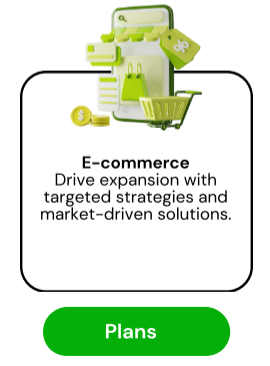 E-commerce
Drive expansion with
targeted strategies and
market-driven solutions.
Plans